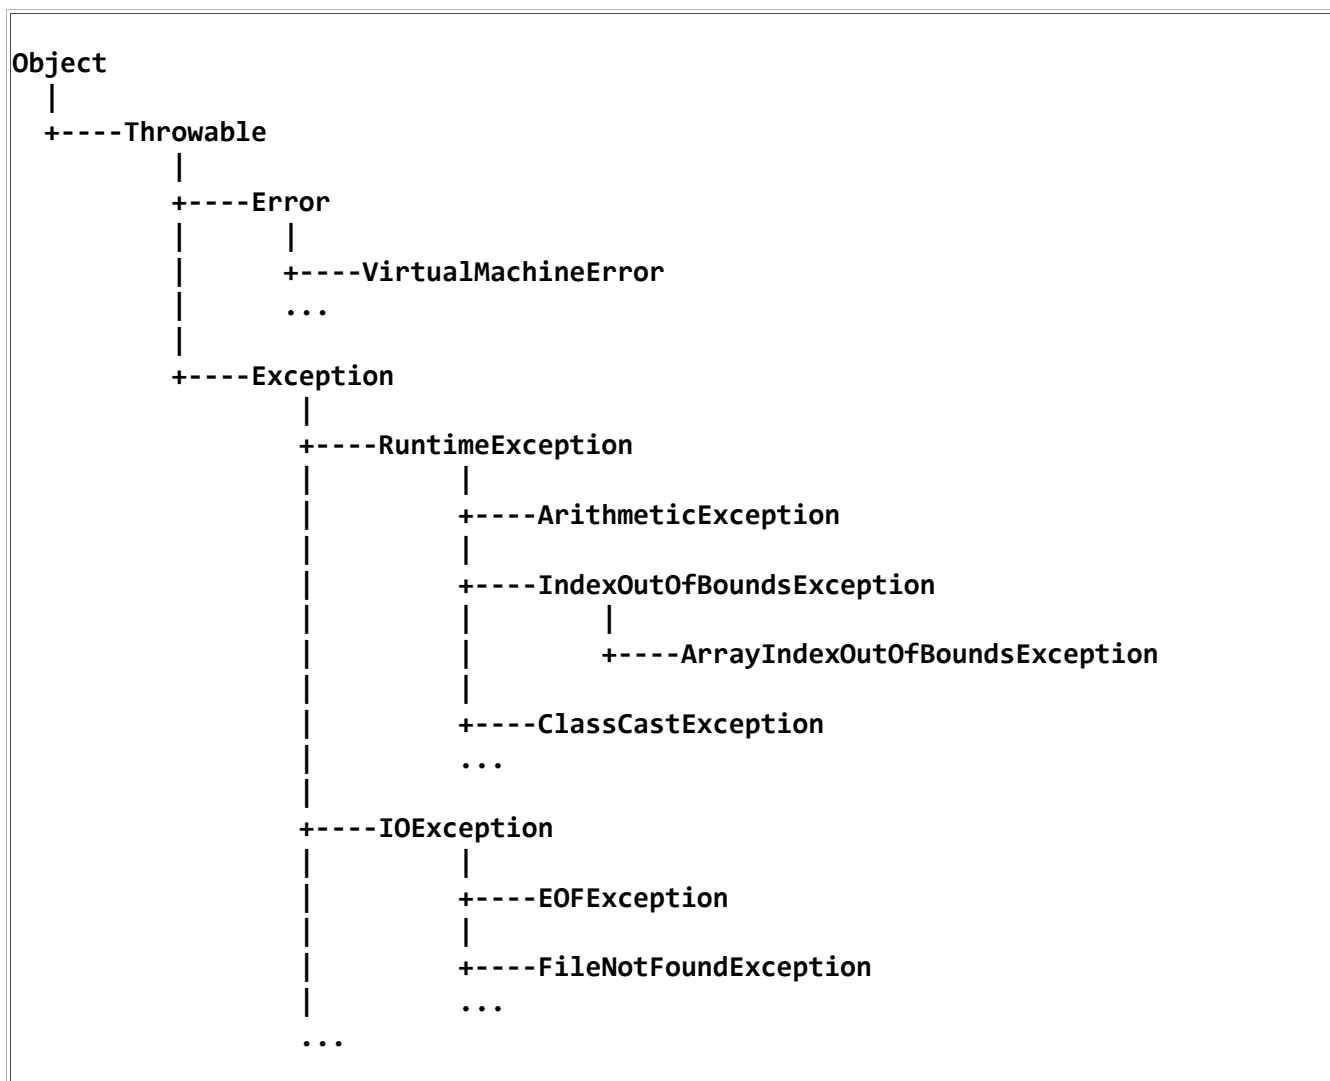 Object
|
+----Throwable
|
+----Error
| |
| +----VirtualMachineError
| ...
|
+----Exception
|
+----RuntimeException
| |
| +----ArithmeticException
| |
| +----IndexOutOfBoundsException
| | |
| | +----ArrayIndexOutOfBoundsException
| |
| +----ClassCastException
| ...
|
+----IOException
| |
| +----EOFException
| |
| +----FileNotFoundException
| ...
...